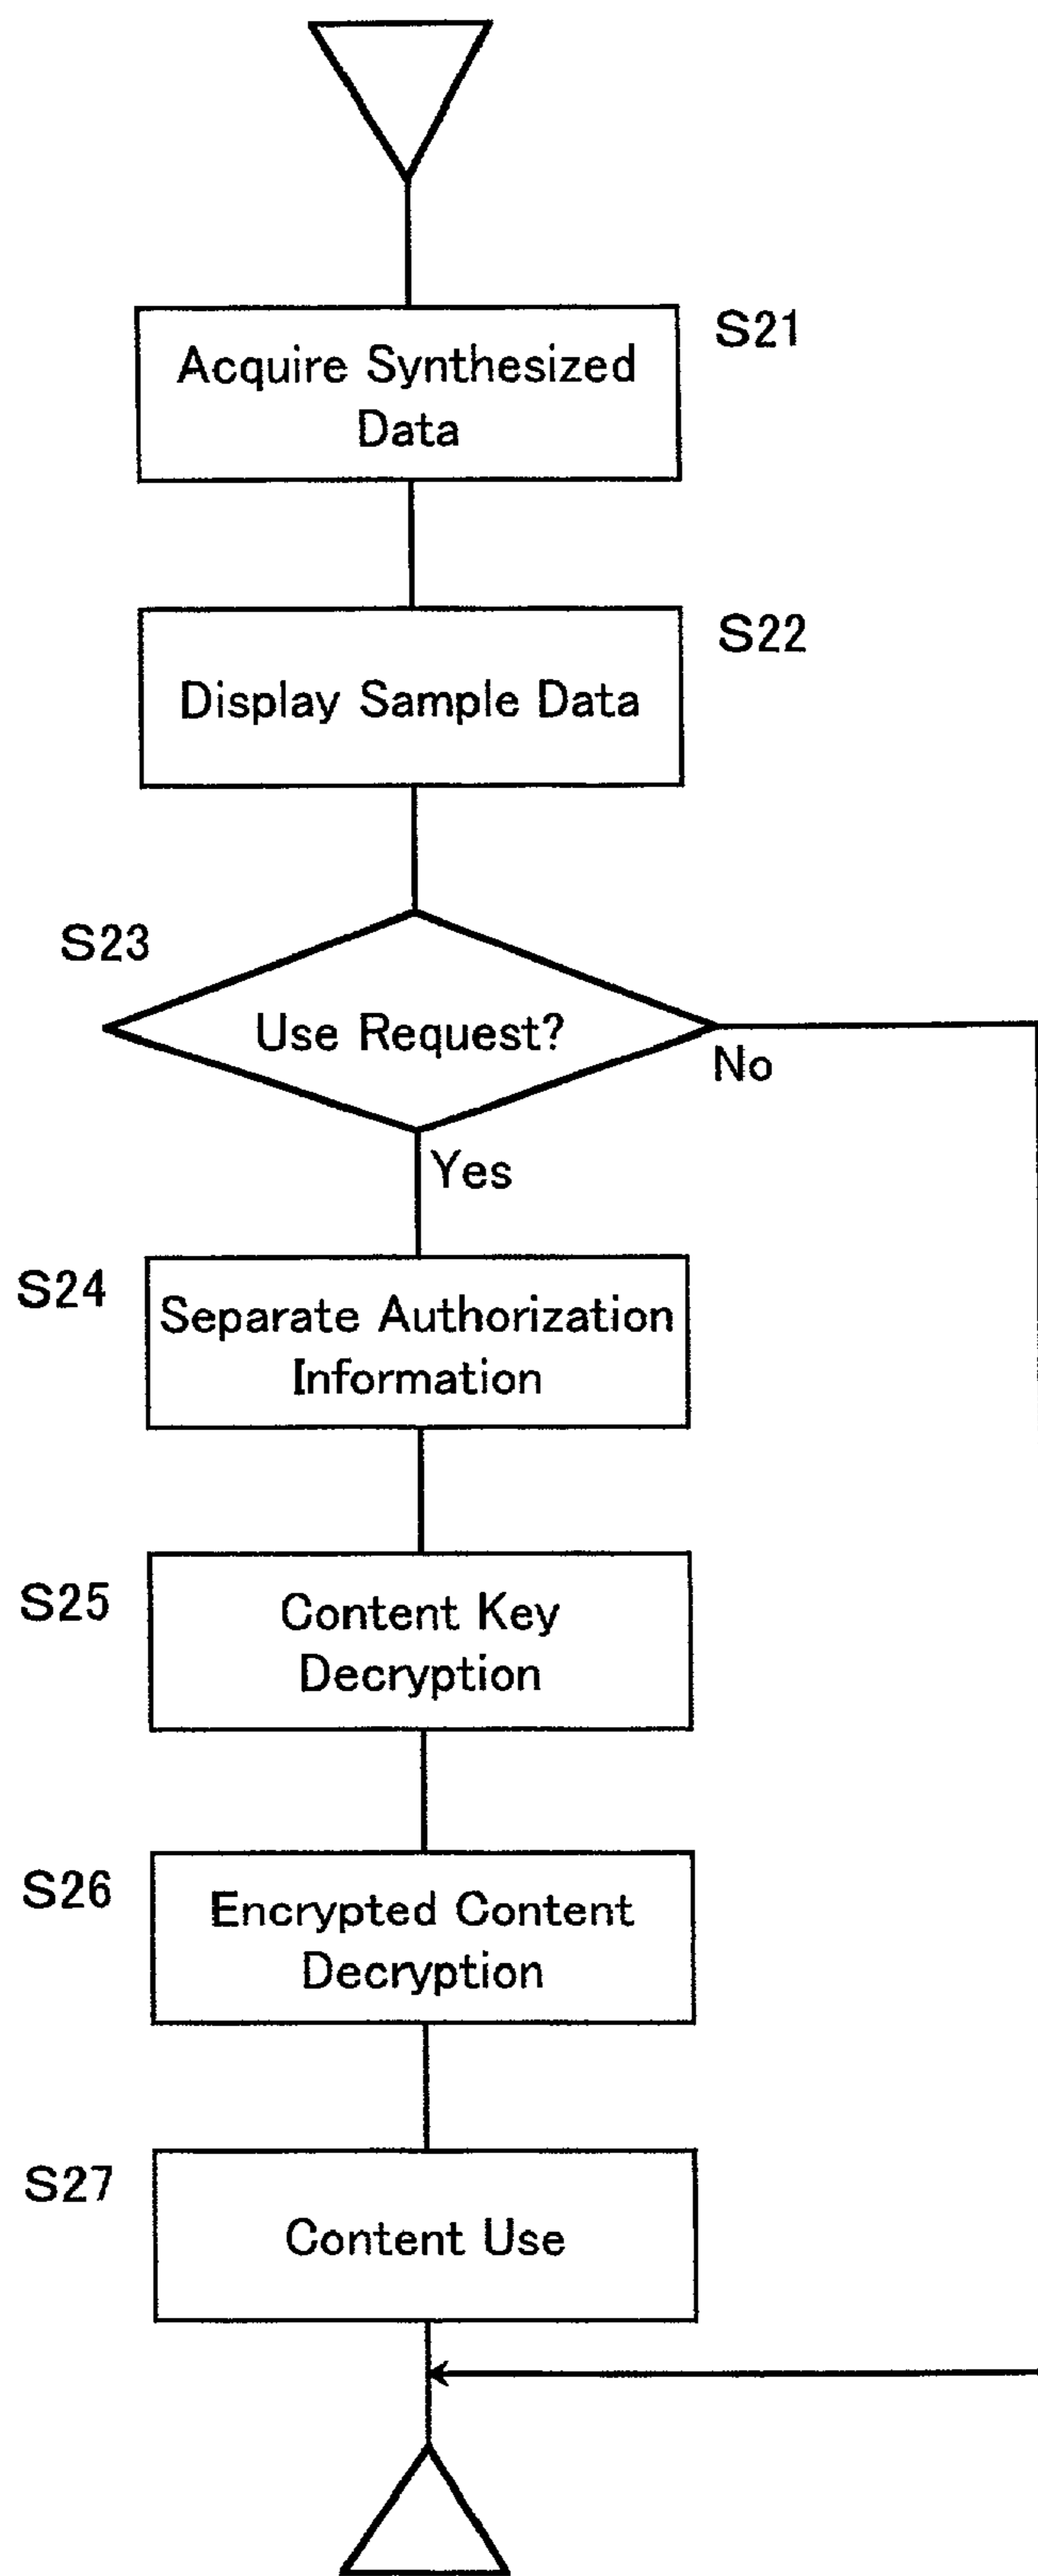 S21
Acquire Synthesized
Data
S22
Display Sample Data
S23
Use Request?
No
Yes
S24
Separate Authorization
Information
S25
Content Key
Decryption
S26
Encrypted Content
Decryption
S27
Content Use